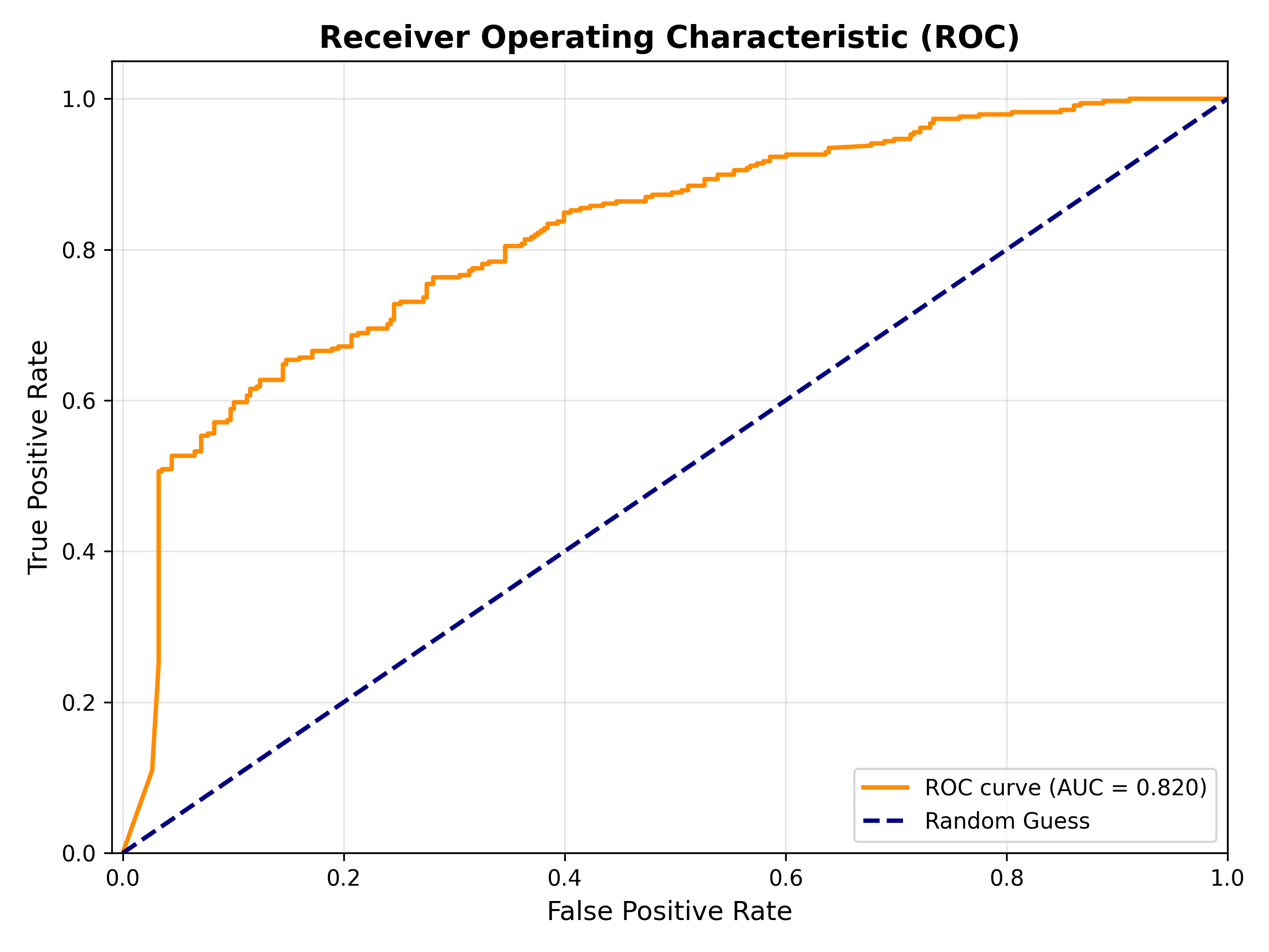 Receiver Operating Characteristic (ROC)
True Positive Rate
1.0
0.8
0.6
0.4
0.2
0.0
0.0 0.2 0.4 0.6 0.8 1.0
False Positive Rate
ROC curve (AUC = 0.820)
Random Guess